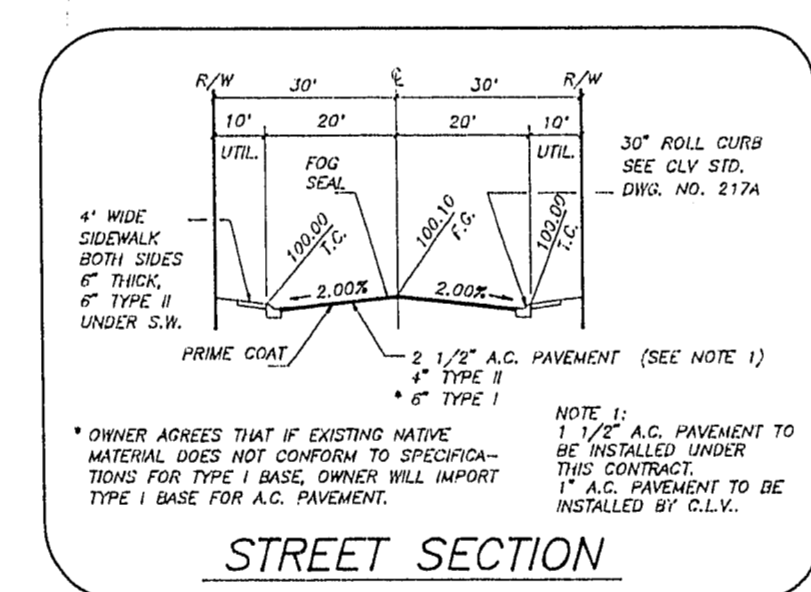 R/W 30' ℄ 30' R/W
10' 20' 20' 10'
UTIL. UTIL.
FOG
SEAL
30" ROLL CURB
SEE CLV STD.
DWG. NO. 217A
4' WIDE
SIDEWALK
BOTH SIDES
6" THICK,
6" TYPE II
UNDER S.W.
100.00
T.C.
100.10
F.G.
100.00
T.C.
2.00% 2.00%
PRIME COAT
2 1/2" A.C. PAVEMENT (SEE NOTE 1)
4" TYPE II
* 6" TYPE I
* OWNER AGREES THAT IF EXISTING NATIVE
MATERIAL DOES NOT CONFORM TO SPECIFICA-
TIONS FOR TYPE I BASE, OWNER WILL IMPORT
TYPE I BASE FOR A.C. PAVEMENT.
NOTE 1:
1 1/2" A.C. PAVEMENT TO
BE INSTALLED UNDER
THIS CONTRACT.
1" A.C. PAVEMENT TO BE
INSTALLED BY C.L.V..
STREET SECTION